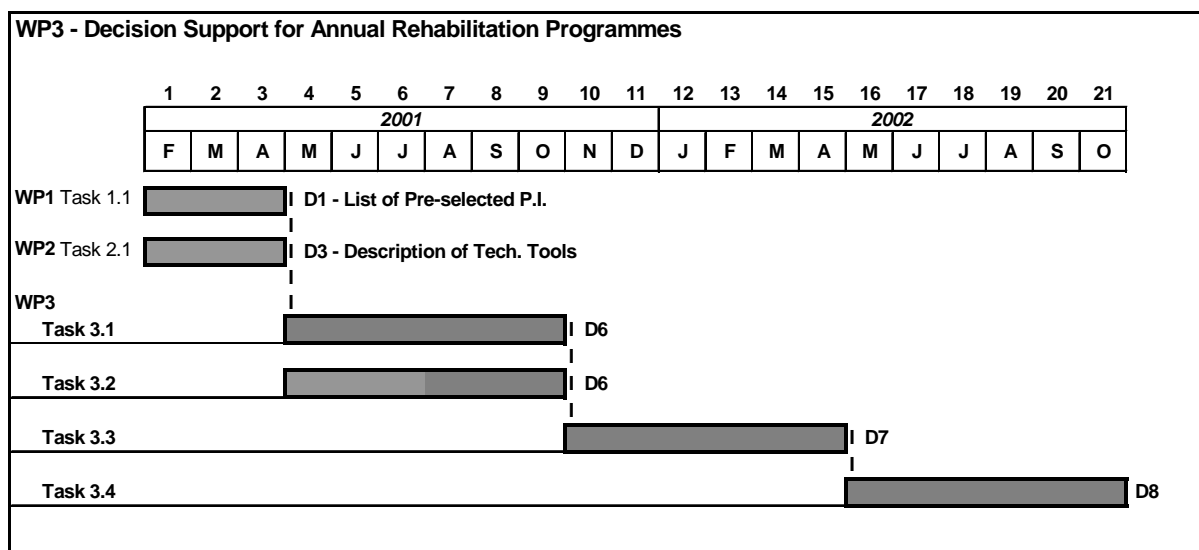 WP3 - Decision Support for Annual Rehabilitation Programmes
1 2 3 4 5 6 7 8 9 10 11 12 13 14 15 16 17 18 19 20 21
2001 2002
F M A M J J A S O N D J F M A M J J A S O
WP1 Task 1.1 D1 - List of Pre-selected P.I.
WP2 Task 2.1 D3 - Description of Tech. Tools
WP3
Task 3.1 D6
Task 3.2 D6
Task 3.3 D7
Task 3.4 D8